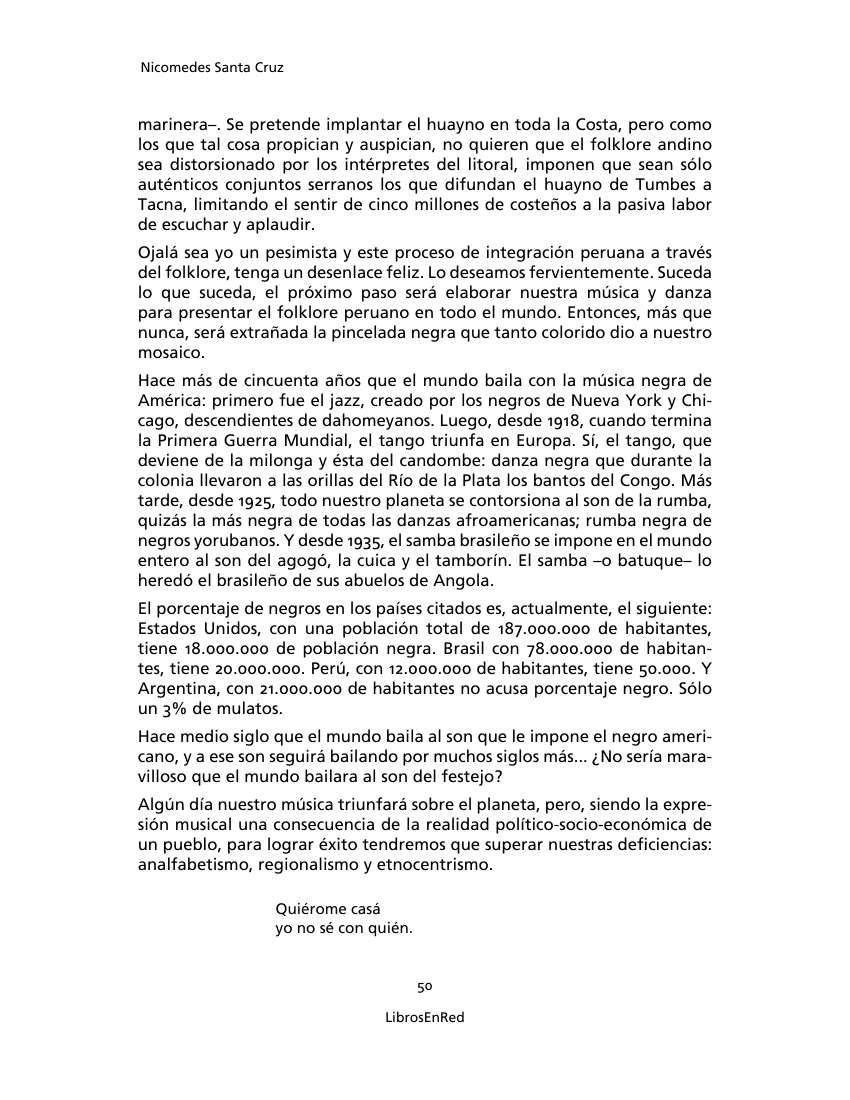 Nicomedes Santa Cruz
marinera–. Se pretende implantar el huayno en toda la Costa, pero como
los que tal cosa propician y auspician, no quieren que el folklore andino
sea distorsionado por los intérpretes del litoral, imponen que sean sólo
auténticos conjuntos serranos los que difundan el huayno de Tumbes a
Tacna, limitando el sentir de cinco millones de costeños a la pasiva labor
de escuchar y aplaudir.
Ojalá sea yo un pesimista y este proceso de integración peruana a través
del folklore, tenga un desenlace feliz. Lo deseamos fervientemente. Suceda
lo que suceda, el próximo paso será elaborar nuestra música y danza
para presentar el folklore peruano en todo el mundo. Entonces, más que
nunca, será extrañada la pincelada negra que tanto colorido dio a nuestro
mosaico.
Hace más de cincuenta años que el mundo baila con la música negra de
América: primero fue el jazz, creado por los negros de Nueva York y Chi-
cago, descendientes de dahomeyanos. Luego, desde 1918, cuando termina
la Primera Guerra Mundial, el tango triunfa en Europa. Sí, el tango, que
deviene de la milonga y ésta del candombe: danza negra que durante la
colonia llevaron a las orillas del Río de la Plata los bantos del Congo. Más
tarde, desde 1925, todo nuestro planeta se contorsiona al son de la rumba,
quizás la más negra de todas las danzas afroamericanas; rumba negra de
negros yorubanos. Y desde 1935, el samba brasileño se impone en el mundo
entero al son del agogó, la cuica y el tamborín. El samba –o batuque– lo
heredó el brasileño de sus abuelos de Angola.
El porcentaje de negros en los países citados es, actualmente, el siguiente:
Estados Unidos, con una población total de 187.000.000 de habitantes,
tiene 18.000.000 de población negra. Brasil con 78.000.000 de habitan-
tes, tiene 20.000.000. Perú, con 12.000.000 de habitantes, tiene 50.000. Y
Argentina, con 21.000.000 de habitantes no acusa porcentaje negro. Sólo
un 3% de mulatos.
Hace medio siglo que el mundo baila al son que le impone el negro ameri-
cano, y a ese son seguirá bailando por muchos siglos más... ¿No sería mara-
villoso que el mundo bailara al son del festejo?
Algún día nuestro música triunfará sobre el planeta, pero, siendo la expre-
sión musical una consecuencia de la realidad político-socio-económica de
un pueblo, para lograr éxito tendremos que superar nuestras deficiencias:
analfabetismo, regionalismo y etnocentrismo.
Quiérome casá
yo no sé con quién.
50
LibrosEnRed